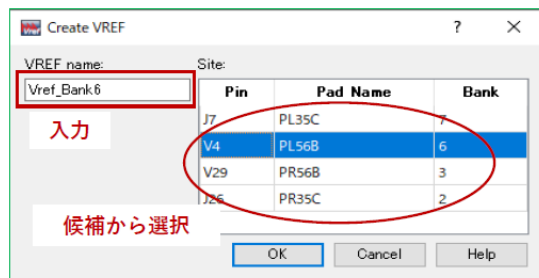 Create VREF
VREF name:
Site:
Vref_Bank6
Pin Pad Name Bank
J7 PL35C 7
V4 PL56B 6
V29 PR56B 3
J26 PR35C 2
入力
候補から選択
OK Cancel Help